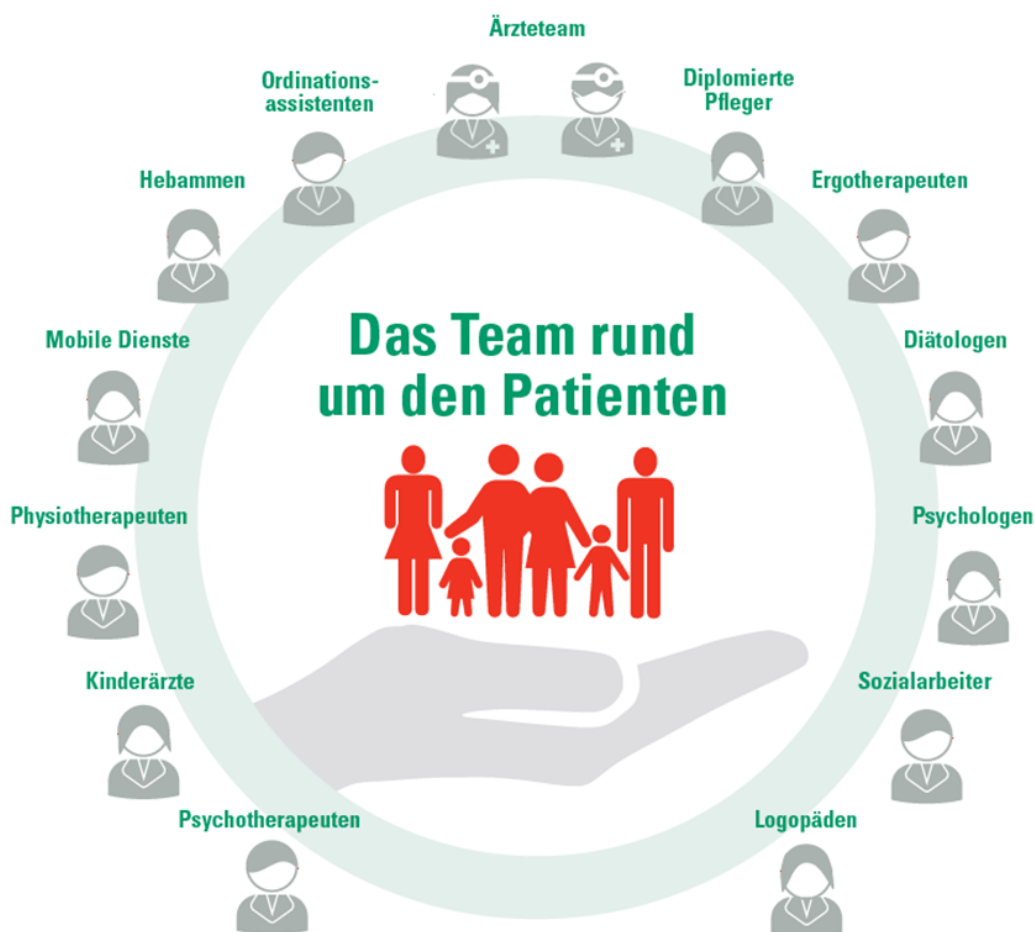 Ärzteteam
Ordinations-
assistenten
Diplomierte
Pfleger
Hebammen
Ergotherapeuten
Das Team rund
um den Patienten
Mobile Dienste
Diätologen
Physiotherapeuten
Psychologen
Kinderärzte
Sozialarbeiter
Psychotherapeuten
Logopäden